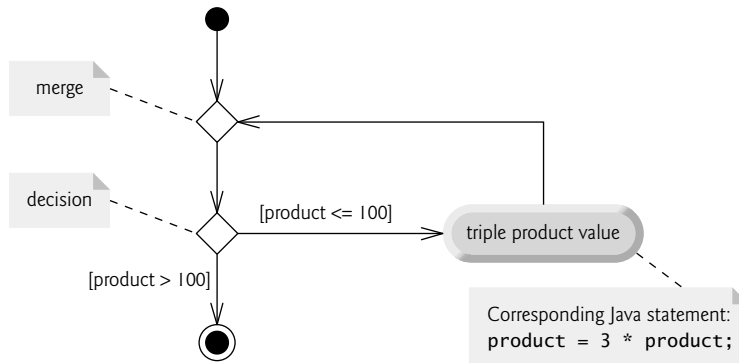 merge
decision
[product <= 100]
triple product value
[product > 100]
Corresponding Java statement:
product = 3 * product;